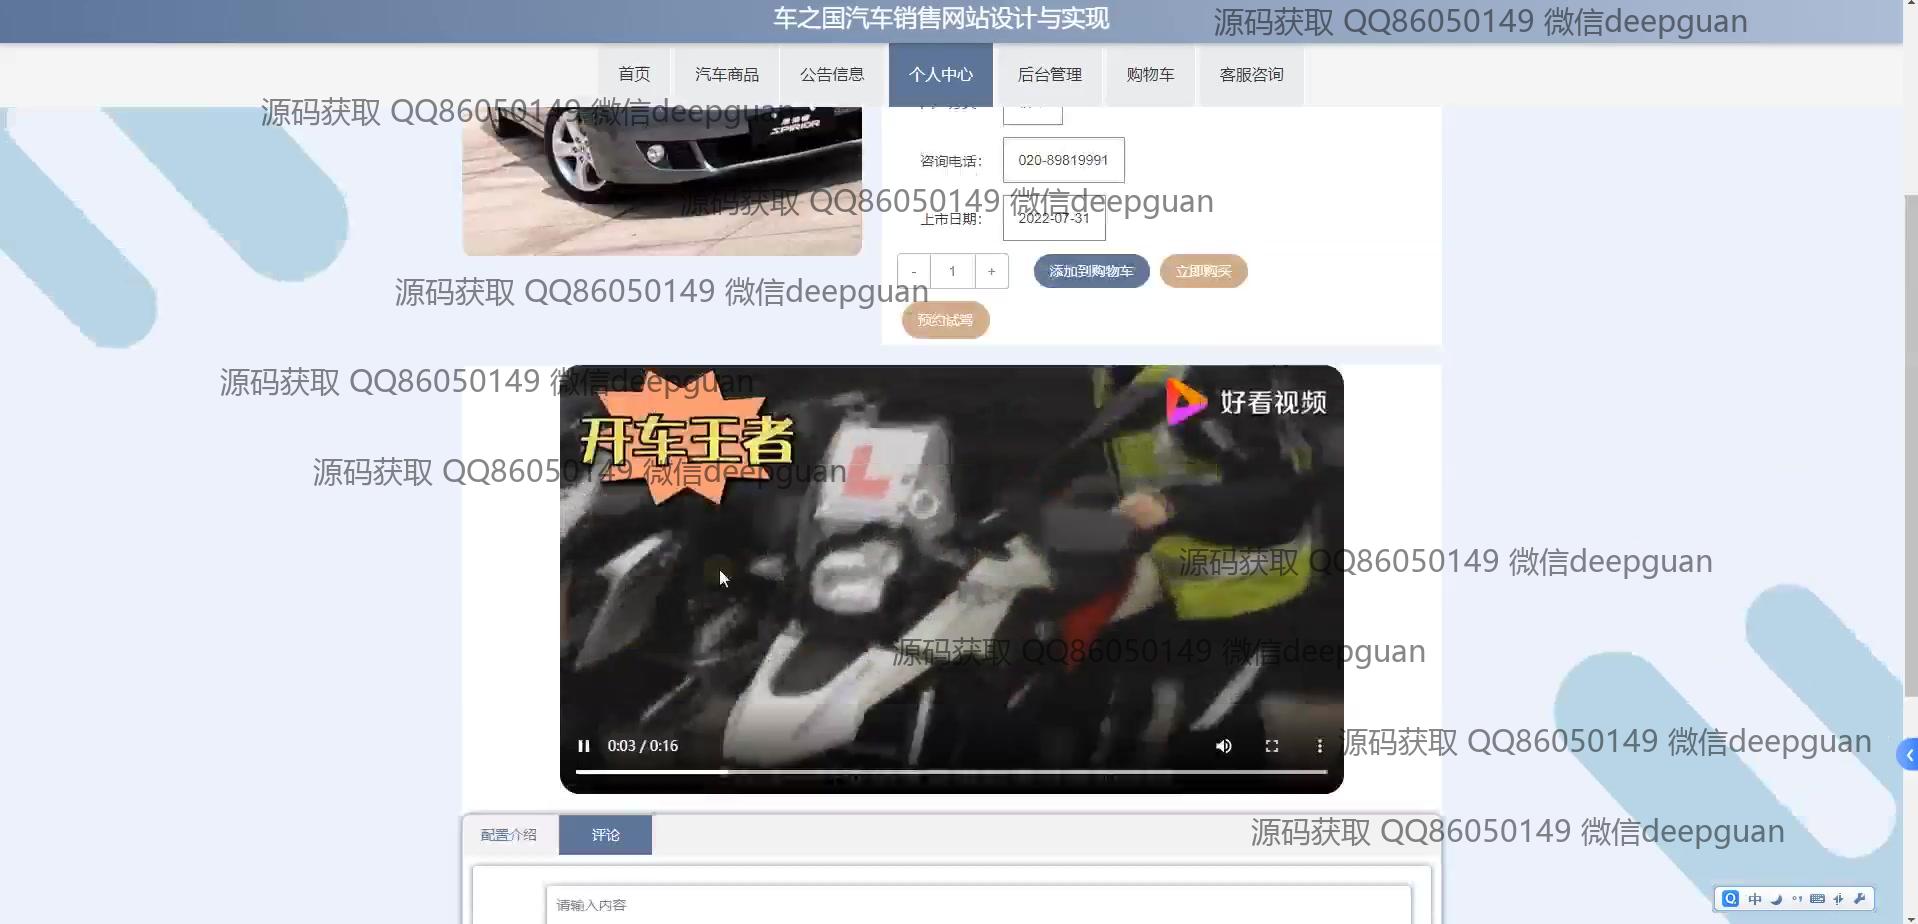 车之国汽车销售网站设计与实现
源码获取 QQ86050149 微信deepguan
首页
汽车商品
公告信息
个人中心
后台管理
购物车
客服咨询
源码获取 QQ86050149 微信deepguan
SPIRIOR
咨询电话:
020-89819991
源码获取 QQ86050149 微信deepguan
上市日期:
2022-07-31
-
1
+
添加到购物车
立即购买
源码获取 QQ86050149 微信deepguan
预约试驾
源码获取 QQ86050149 微信deepguan
开车王者
好看视频
L
源码获取 QQ86050149 微信deepguan
源码获取 QQ86050149 微信deepguan
源码获取 QQ86050149 微信deepguan
0:03 / 0:16
源码获取 QQ86050149 微信deepguan
配置介绍
评论
源码获取 QQ86050149 微信deepguan
请输入内容
中